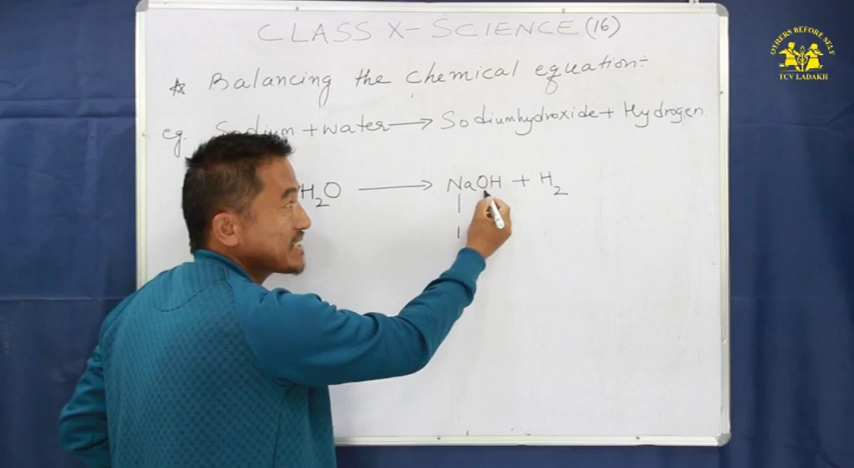 CLASS X- SCIENCE (16)
OTHERS BEFORE SELF
TCV LADAKH
☆ Balancing the chemical equation:-
eg. Sodium + water → Sodiumhydroxide + Hydrogen
H₂O → NaOH + H₂
1